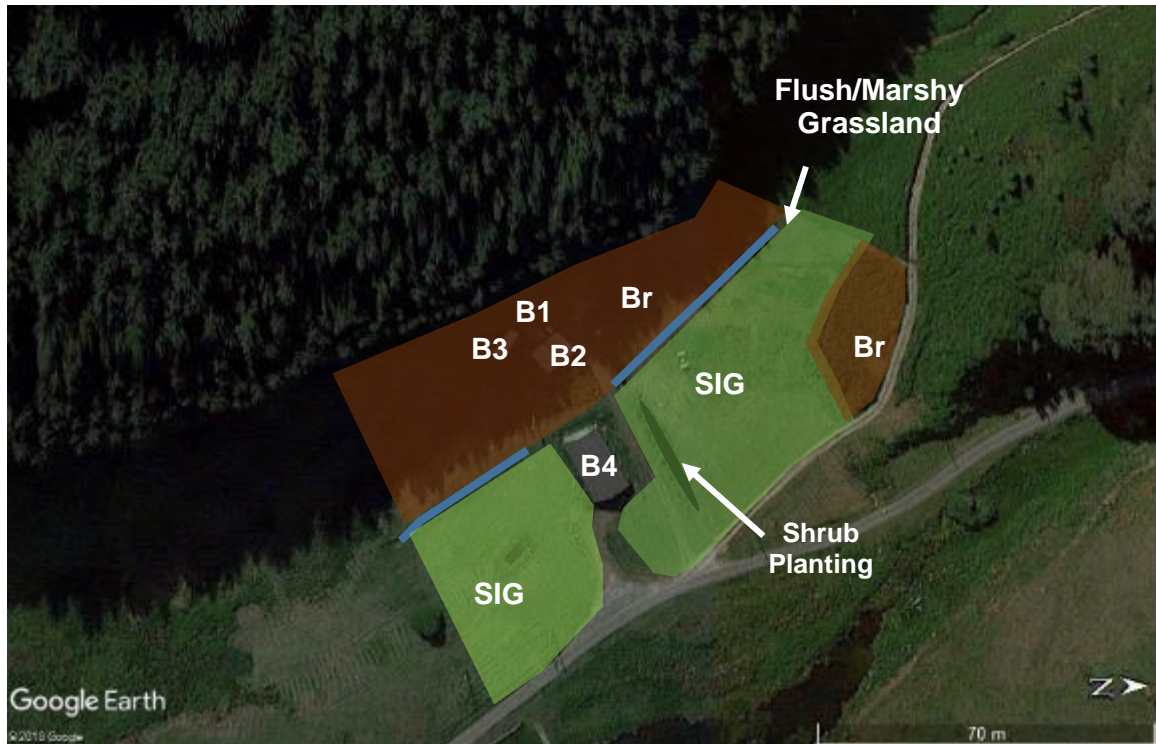 Flush/Marshy
Grassland
B1
Br
B3
B2
Br
SIG
B4
Shrub
Planting
SIG
Google Earth
©2018 Google
N
70 m